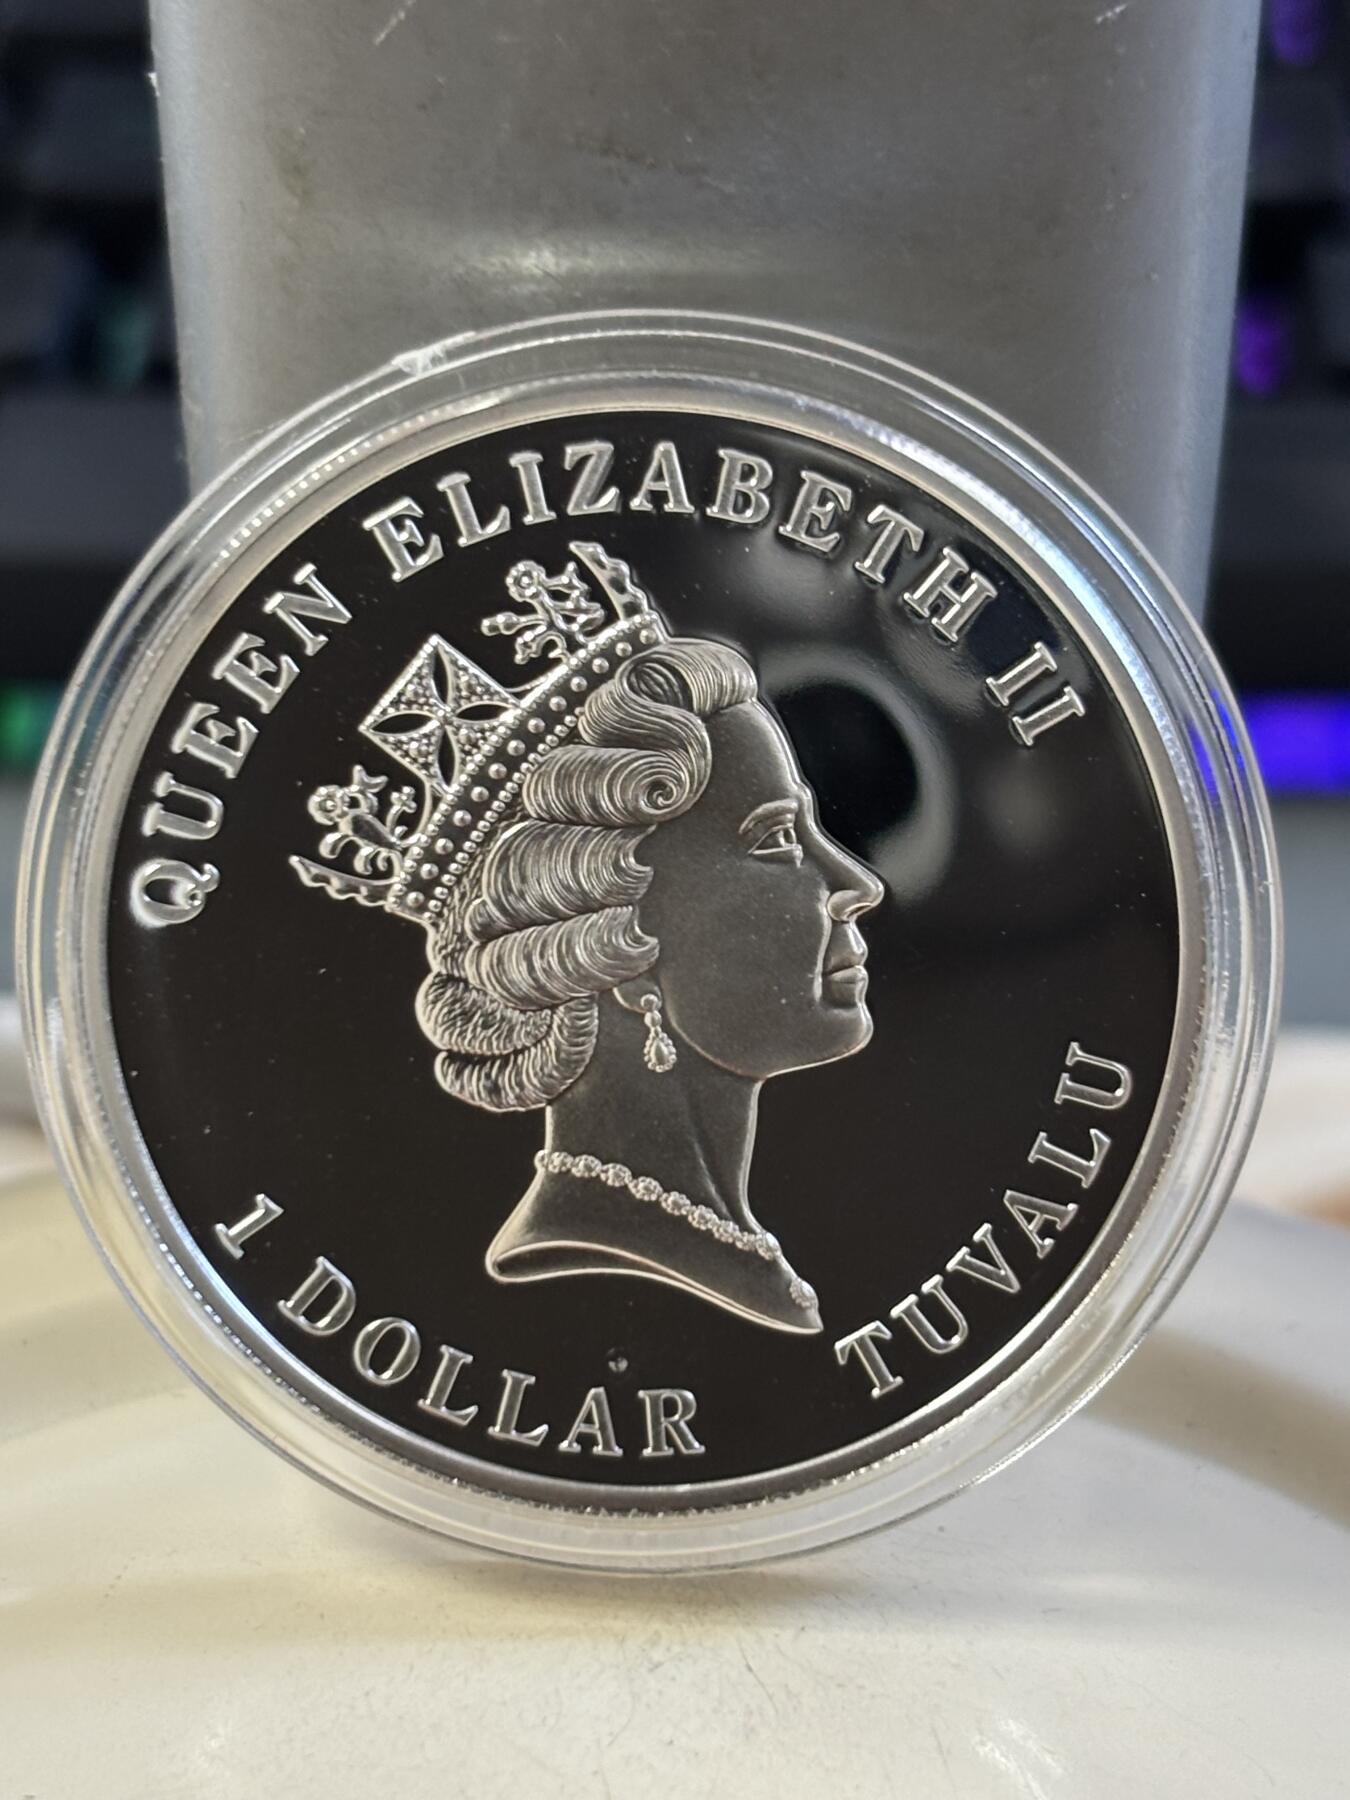 QUEEN ELIZABETH II
1 DOLLAR
TUVALU